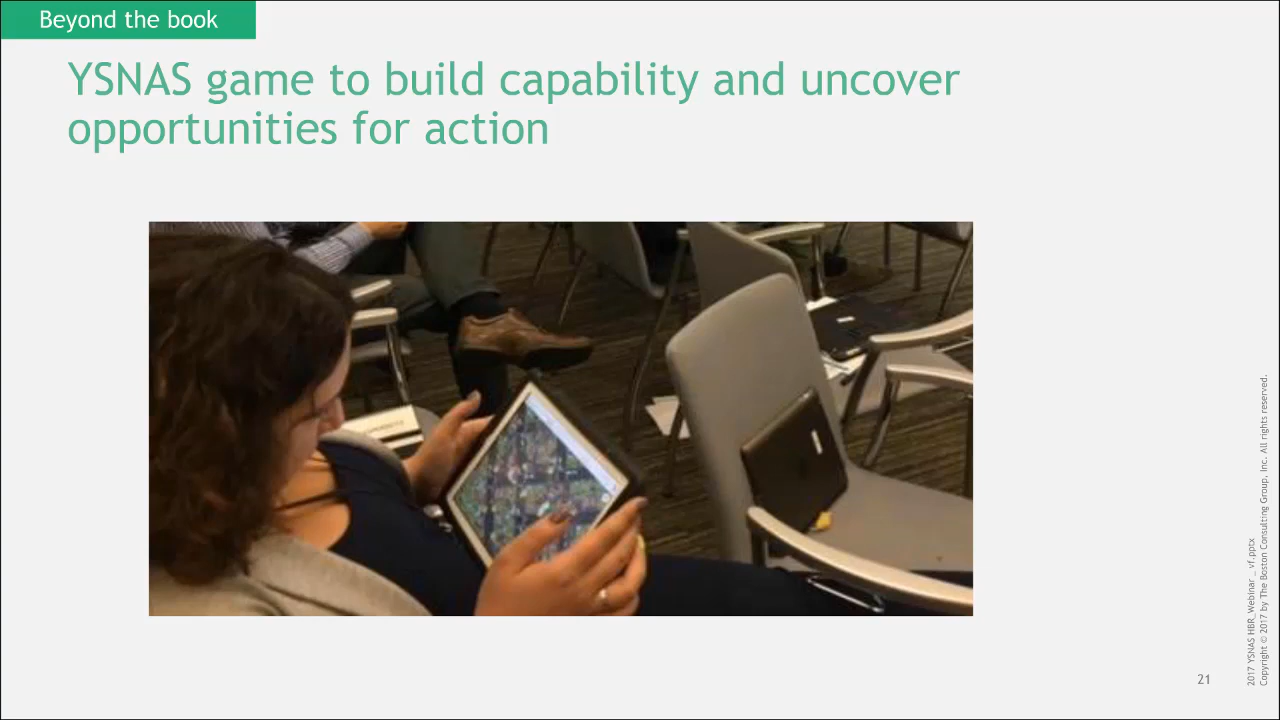 Beyond the book
YSNAS game to build capability and uncover
opportunities for action
21
2017 YSNAS HBR_Webinar _ vf.pptx
Copyright © 2017 by The Boston Consulting Group, Inc. All rights reserved.